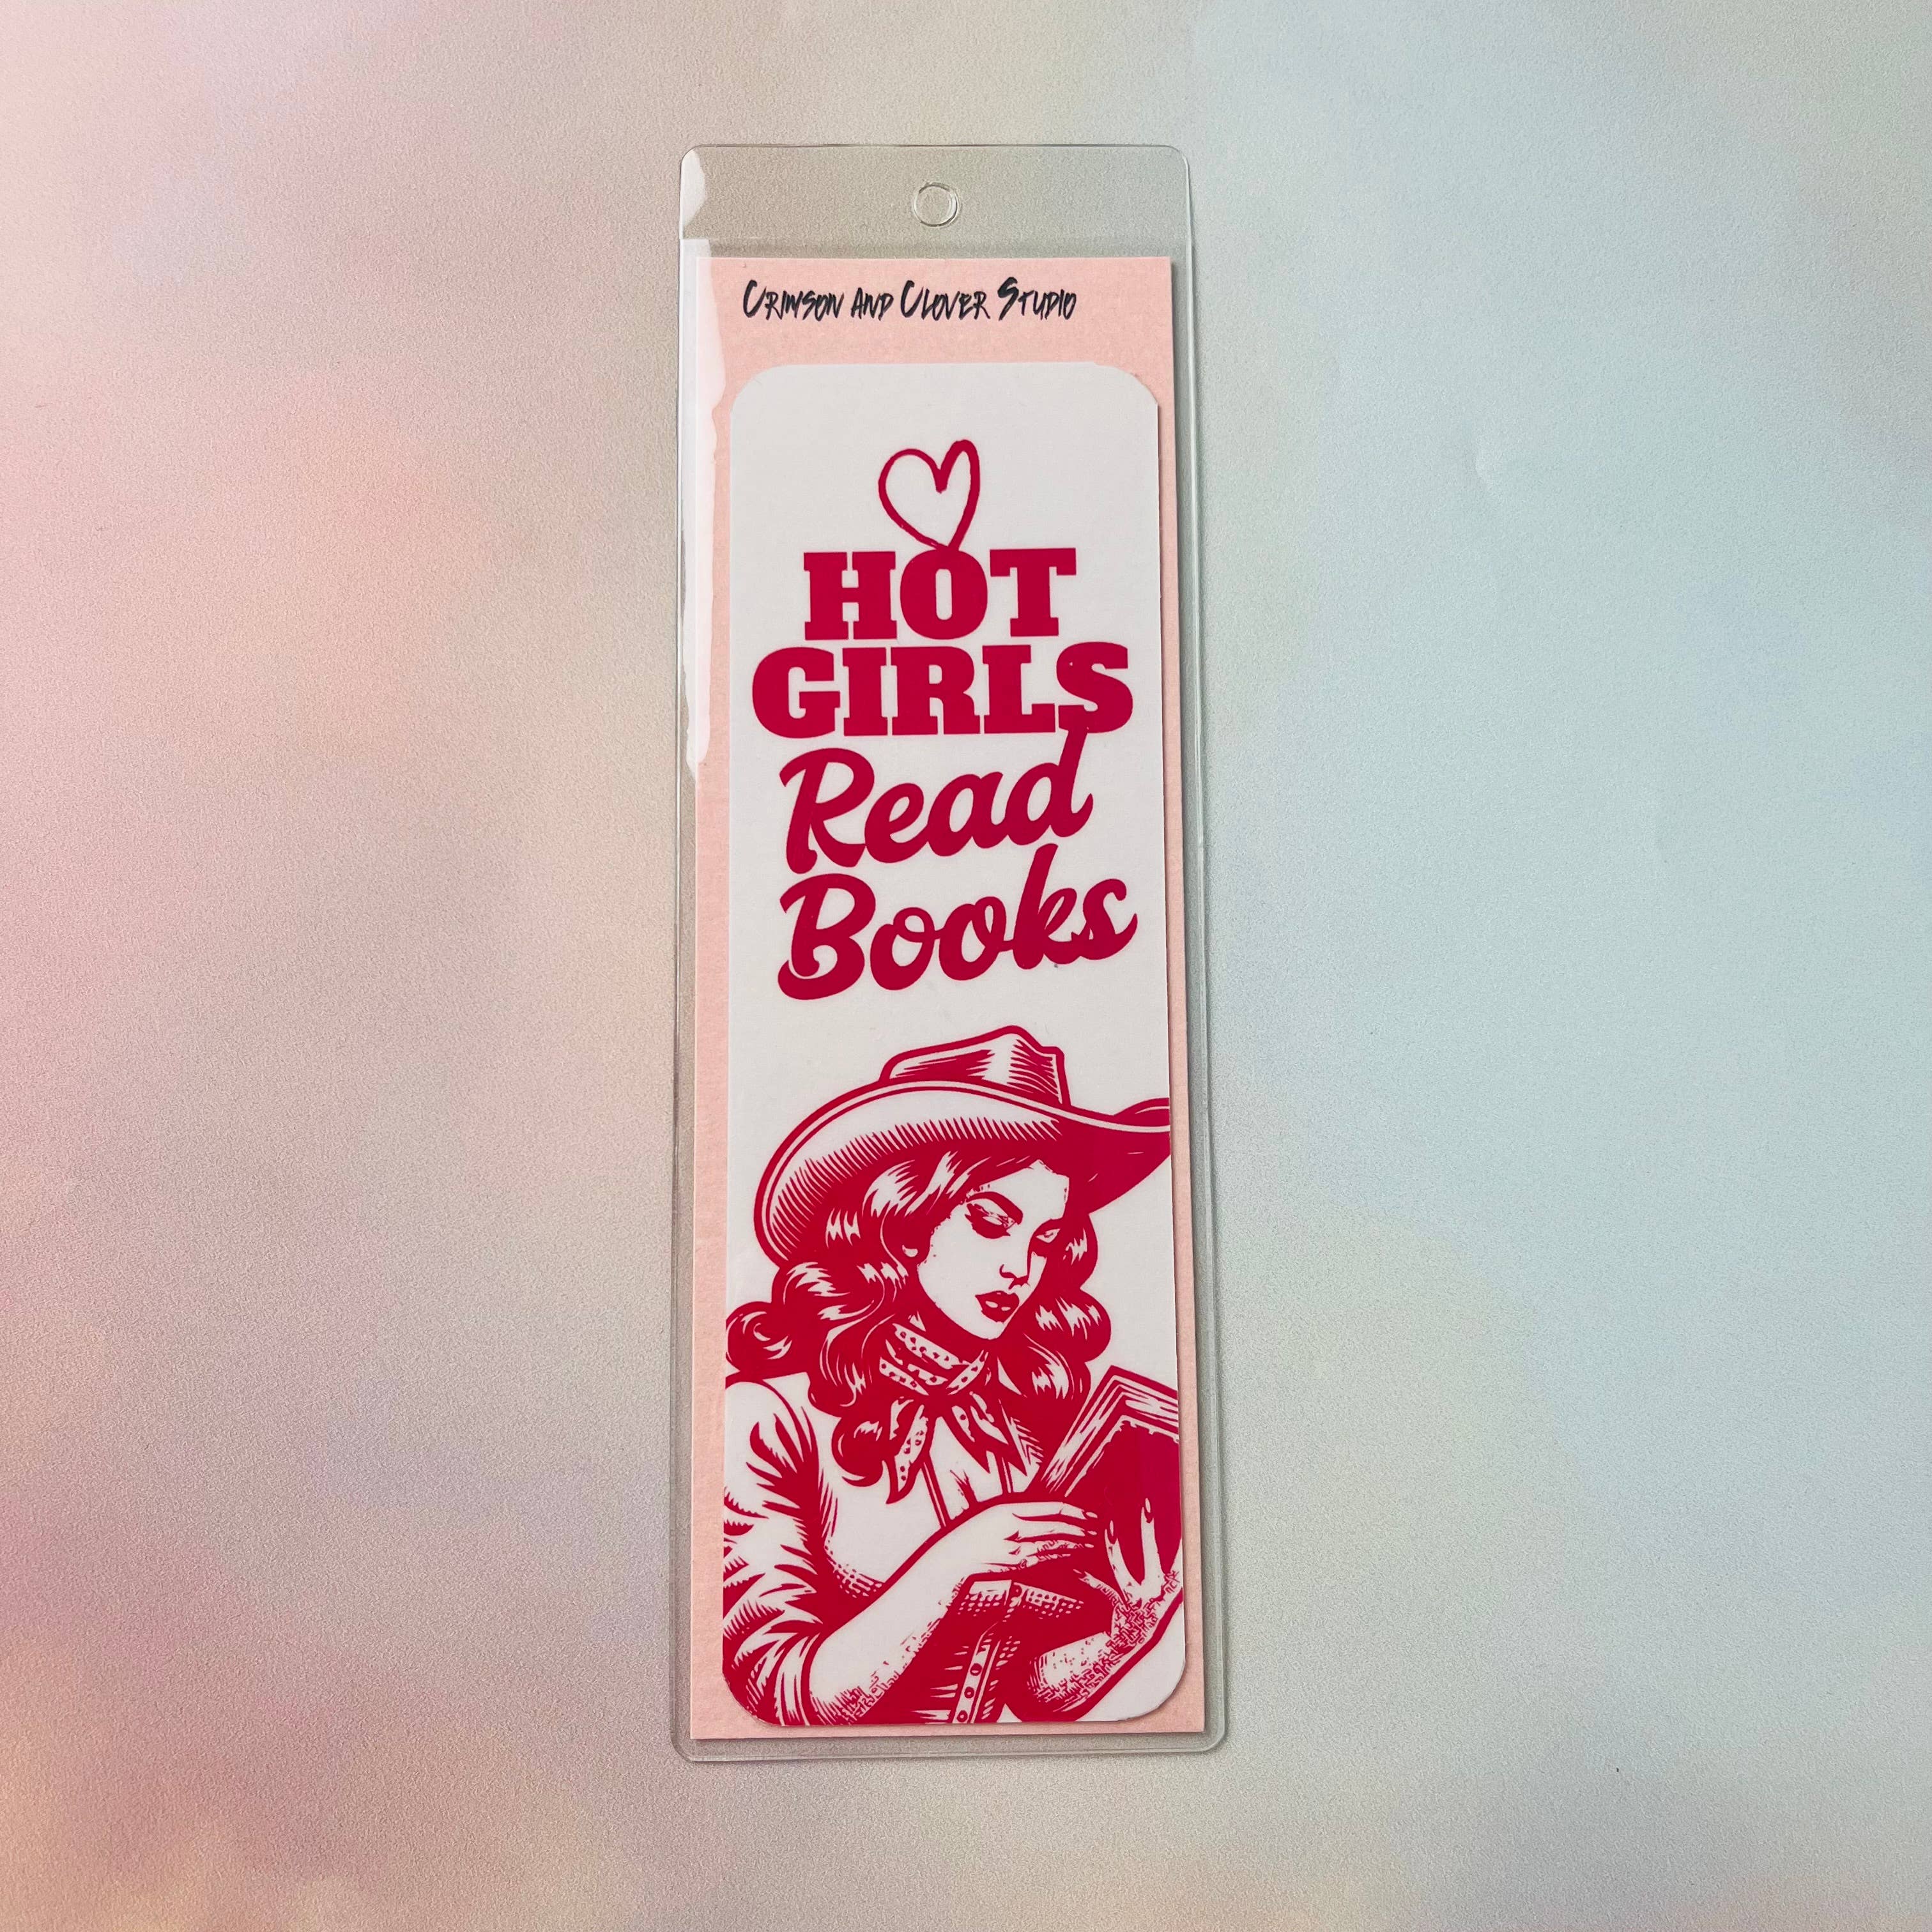 CRIMSON AND CLOVER STUDIO
HOT
GIRLS
Read
Books